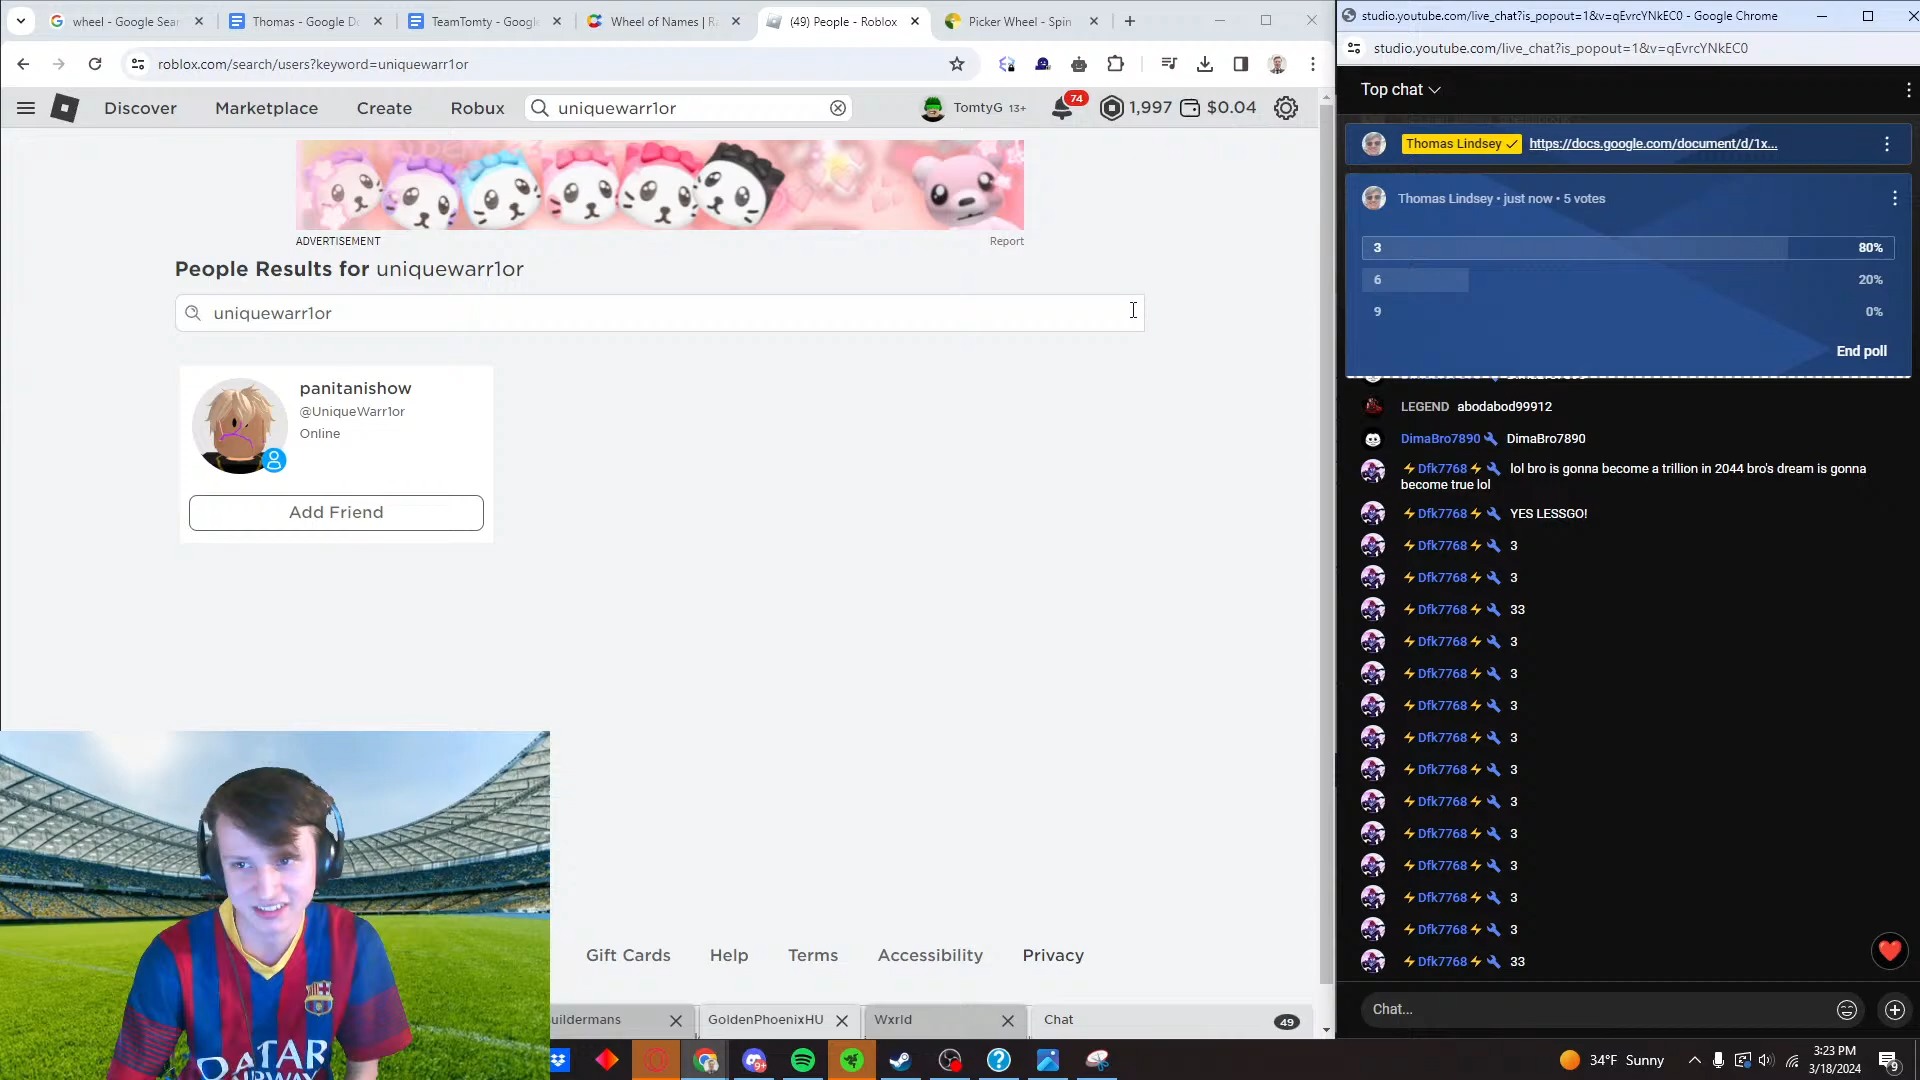 wheel - Google Sear
Thomas - Google Do
TeamTomty - Google
Wheel of Names | R
(49) People - Roblox
Picker Wheel - Spin
roblox.com/search/users?keyword=uniquewarr1or
Discover
Marketplace
Create
Robux
uniquewarr1or
TomtyG 13+
74
1,997
$0.04
ADVERTISEMENT
Report
People Results for uniquewarr1or
uniquewarr1or
panitanishow
@UniqueWarr1or
Online
Add Friend
Gift Cards
Help
Terms
Accessibility
Privacy
uildermans
GoldenPhoenixHU
Wxrld
Chat
49
QATAR
RWAY
studio.youtube.com/live_chat?is_popout=1&v=qEvrcYNkEC0 - Google Chrome
studio.youtube.com/live_chat?is_popout=1&v=qEvrcYNkEC0
Top chat
Thomas Lindsey https://docs.google.com/document/d/1x...
Thomas Lindsey • just now • 5 votes
3 80%
6 20%
9 0%
End poll
LEGEND abodabod99912
DimaBro7890 DimaBro7890
⚡Dfk7768⚡ lol bro is gonna become a trillion in 2044 bro's dream is gonna
become true lol
⚡Dfk7768⚡ YES LESSGO!
⚡Dfk7768⚡ 3
⚡Dfk7768⚡ 3
⚡Dfk7768⚡ 33
⚡Dfk7768⚡ 3
⚡Dfk7768⚡ 3
⚡Dfk7768⚡ 3
⚡Dfk7768⚡ 3
⚡Dfk7768⚡ 3
⚡Dfk7768⚡ 3
⚡Dfk7768⚡ 3
⚡Dfk7768⚡ 3
⚡Dfk7768⚡ 3
⚡Dfk7768⚡ 3
⚡Dfk7768⚡ 33
Chat...
9+
34°F Sunny
3:23 PM
3/18/2024
9